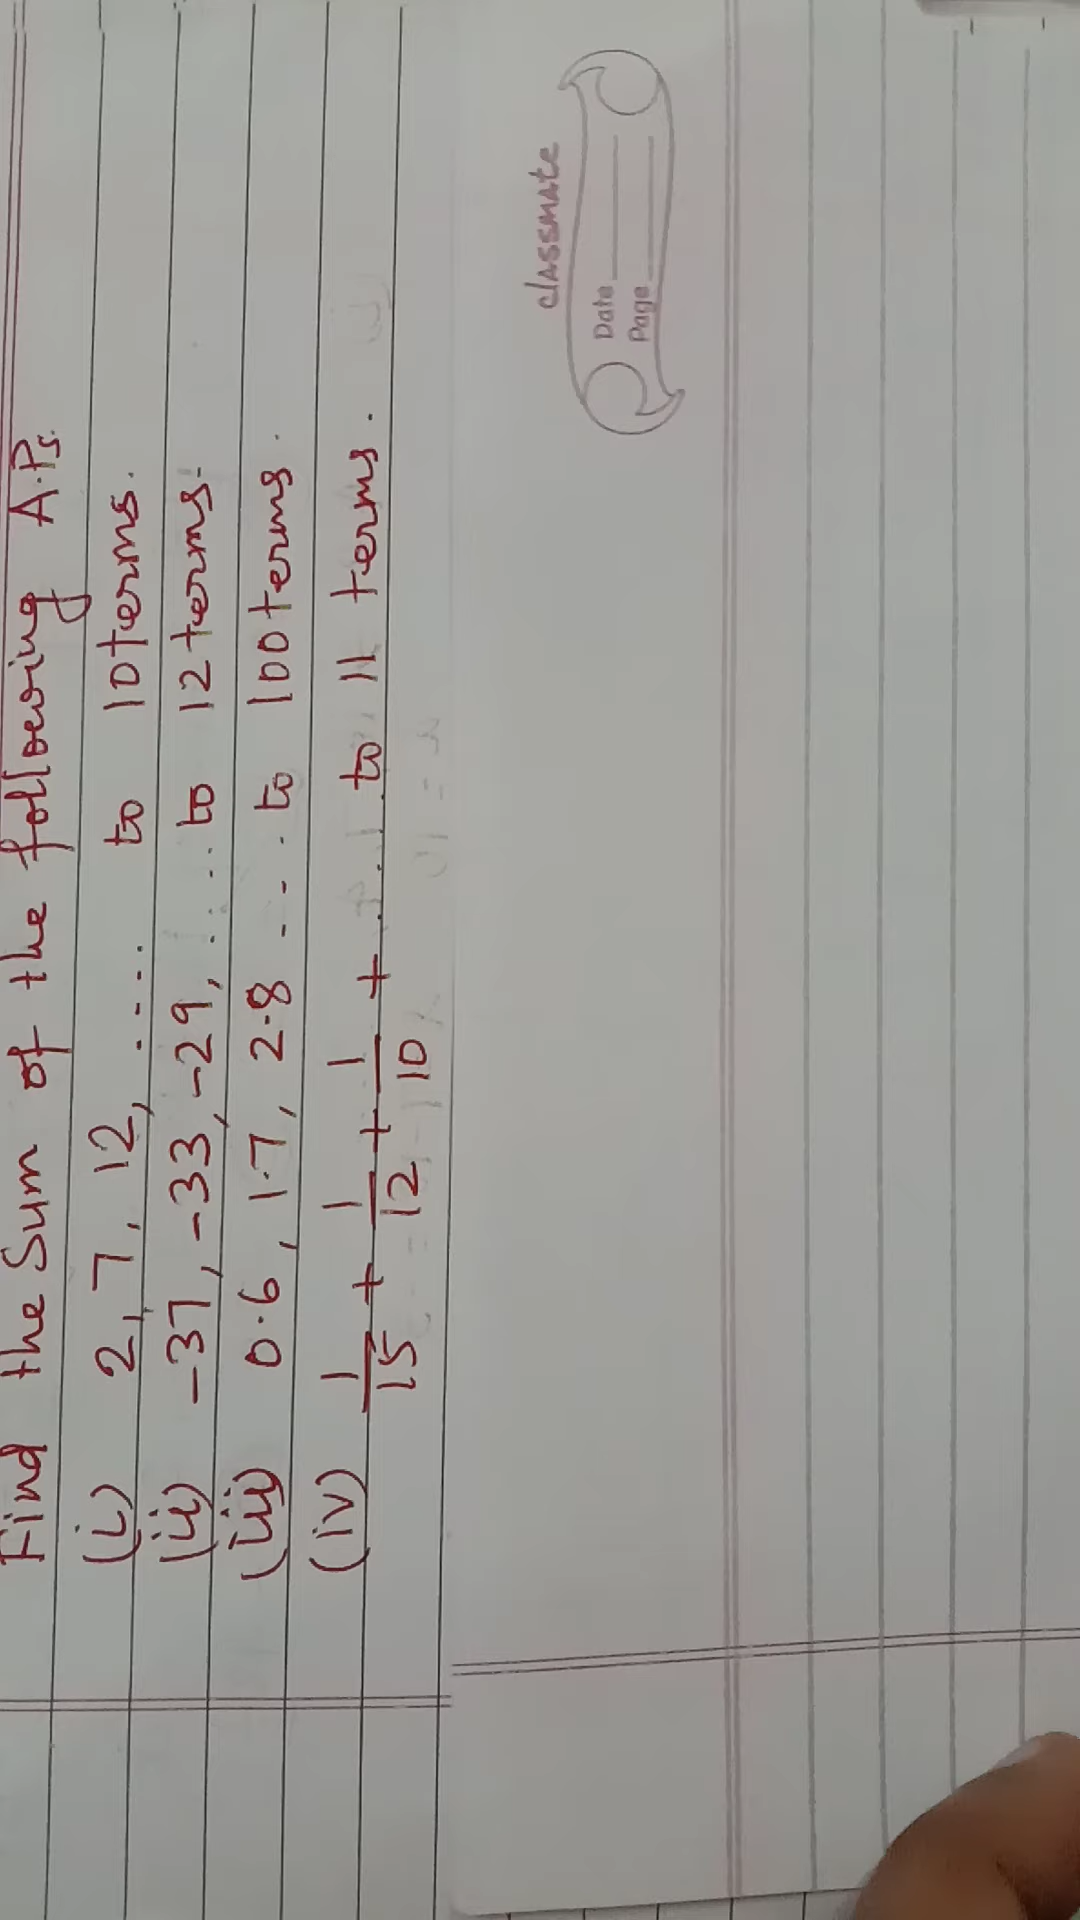 Find the Sum of the following A.Ps.
(i) 2, 7, 12, .... to 10 terms.
(ii) -37, -33, -29, .... to 12 terms.
(iii) 0.6, 1.7, 2.8 .... to 100 terms.
(iv) 1/15 + 1/12 + 1/10 + .... to 11 terms.
classmate
Date
Page